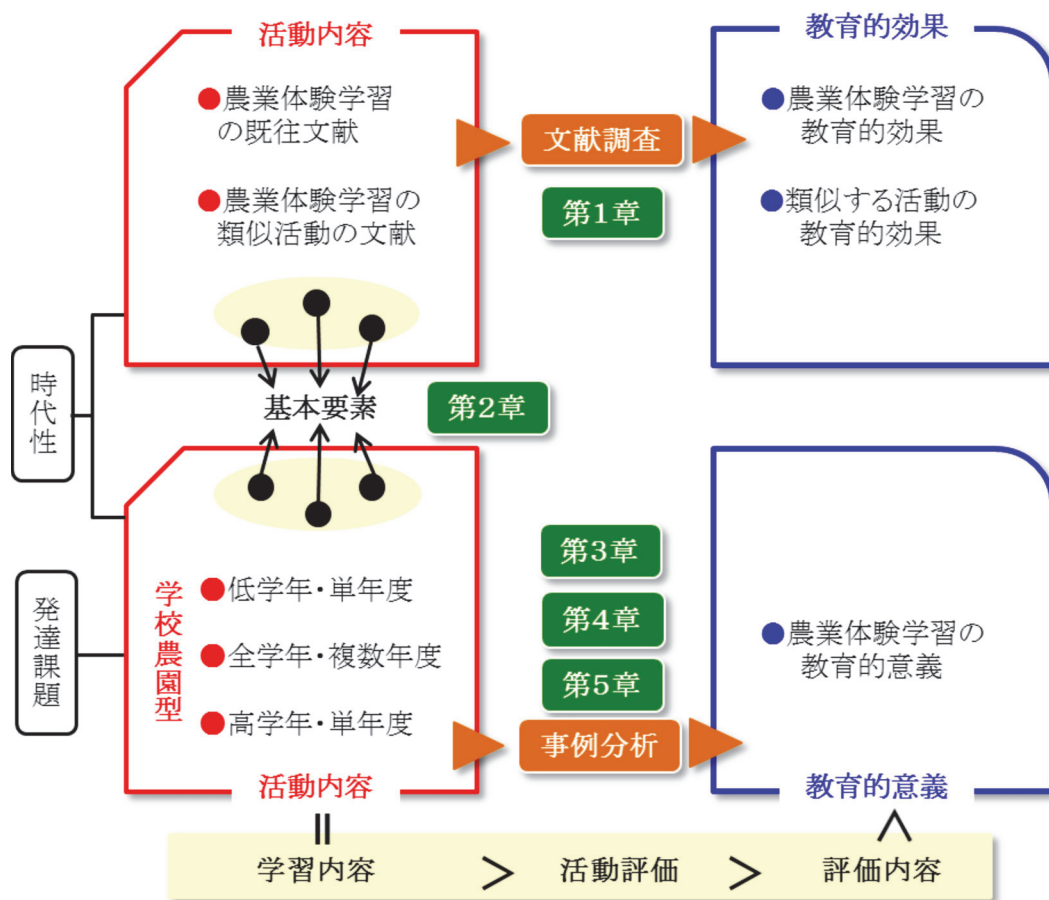 活動内容
●農業体験学習
の既往文献
●農業体験学習の
類似活動の文献
文献調査
第1章
教育的効果
●農業体験学習の
教育的効果
●類似する活動の
教育的効果
時代性
基本要素
第2章
発達課題
学校農園型
●低学年・単年度
●全学年・複数年度
●高学年・単年度
活動内容
第3章
第4章
第5章
事例分析
●農業体験学習の
教育的意義
教育的意義
学習内容 > 活動評価 > 評価内容